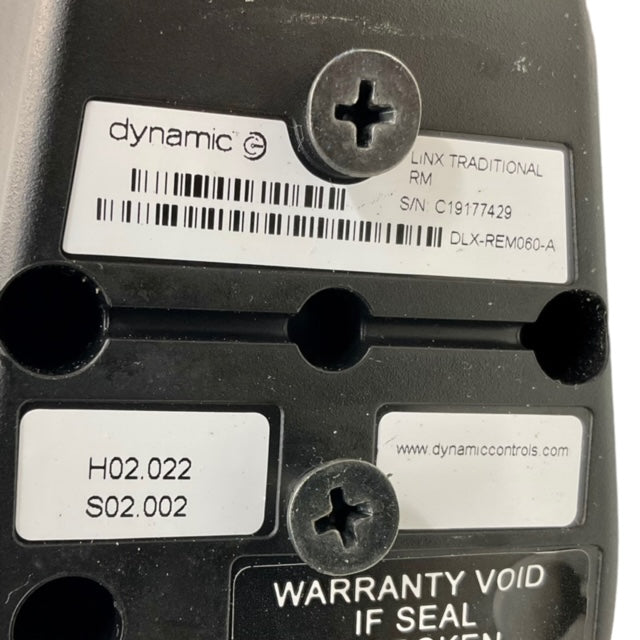 dynamic
LiNX TRADITIONAL
RM
S/N: C19177429
DLX-REM060-A
H02.022
S02.002
www.dynamiccontrols.com
WARRANTY VOID
IF SEAL